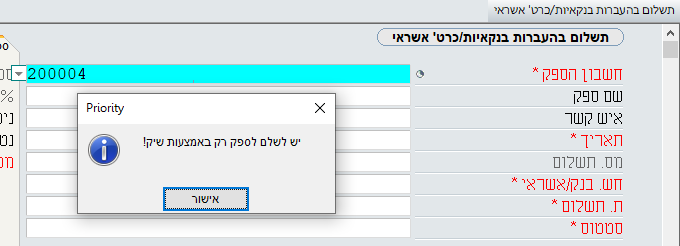 תשלום בהעברות בנקאיות/כרט' אשראי
תשלום בהעברות בנקאיות/כרט' אשראי
חשבון הספק *
200004
שם ספק
איש קשר
תאריך *
מס. תשלום
חש. בנק/אשראי *
ת. תשלום *
סטטוס *
Priority
יש לשלם לספק רק באמצעות שיק!
אישור
%